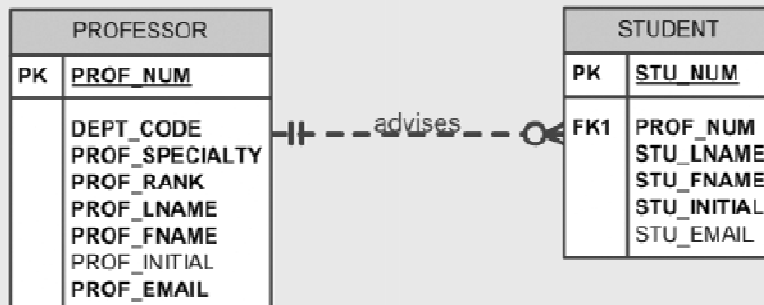 PROFESSOR
PK PROF_NUM
DEPT_CODE
PROF_SPECIALTY
PROF_RANK
PROF_LNAME
PROF_FNAME
PROF_INITIAL
PROF_EMAIL
advises
STUDENT
PK STU_NUM
FK1 PROF_NUM
STU_LNAME
STU_FNAME
STU_INITIAL
STU_EMAIL